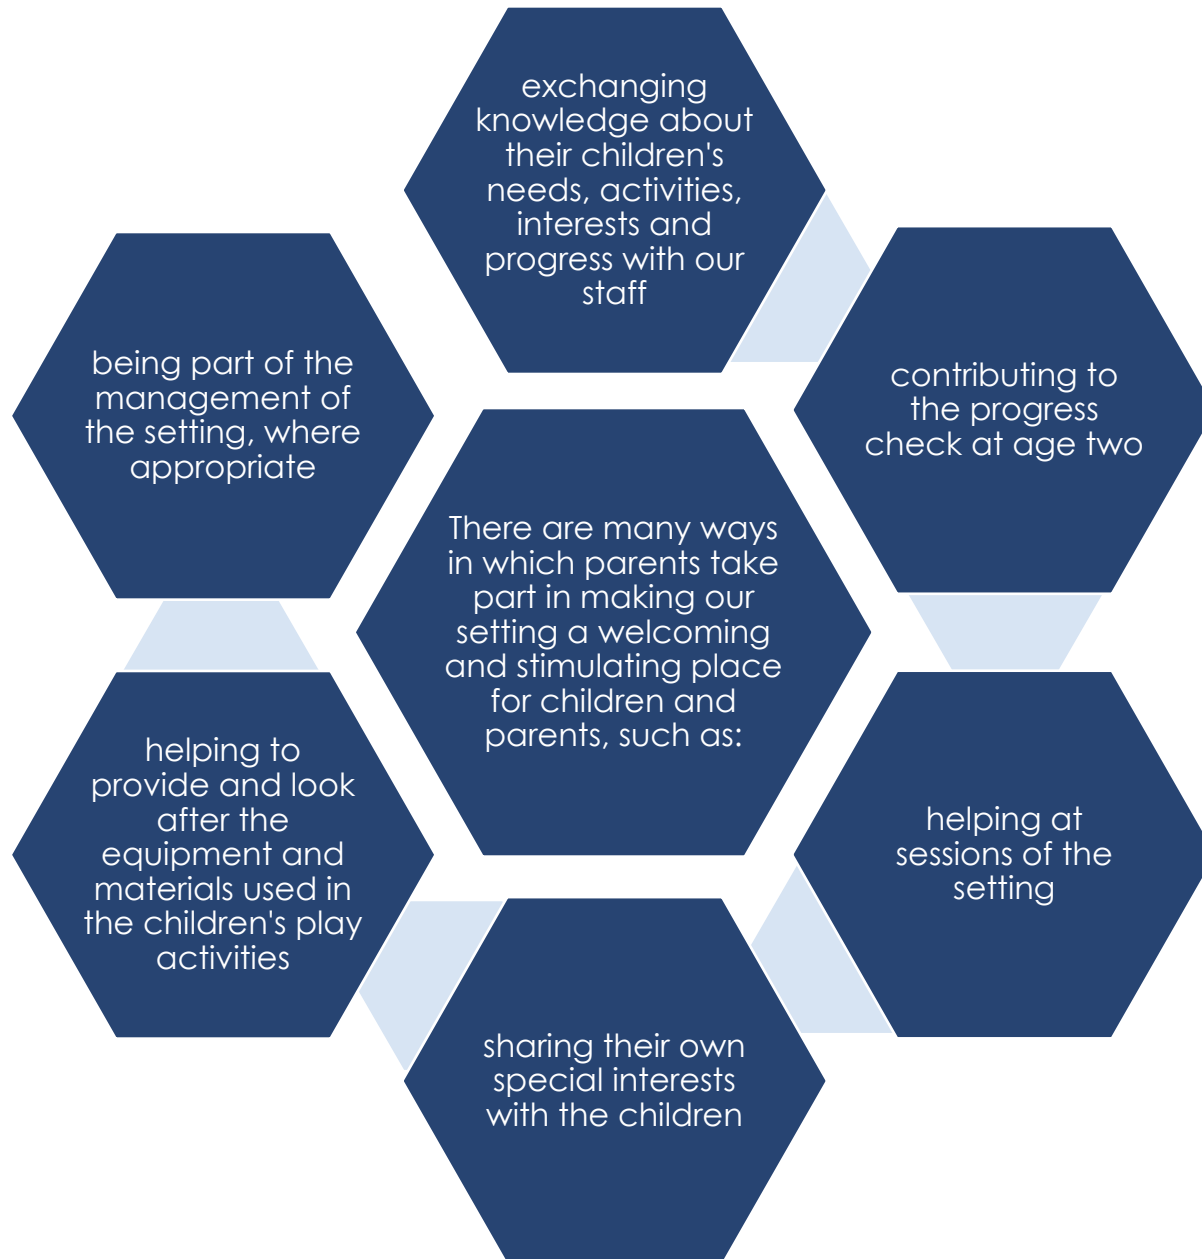 There are many ways
in which parents take
part in making our
setting a welcoming
and stimulating place
for children and
parents, such as:
exchanging
knowledge about
their children's
needs, activities,
interests and
progress with our
staff
contributing to
the progress
check at age two
helping at
sessions of the
setting
sharing their own
special interests
with the children
helping to
provide and look
after the
equipment and
materials used in
the children's play
activities
being part of the
management of
the setting, where
appropriate